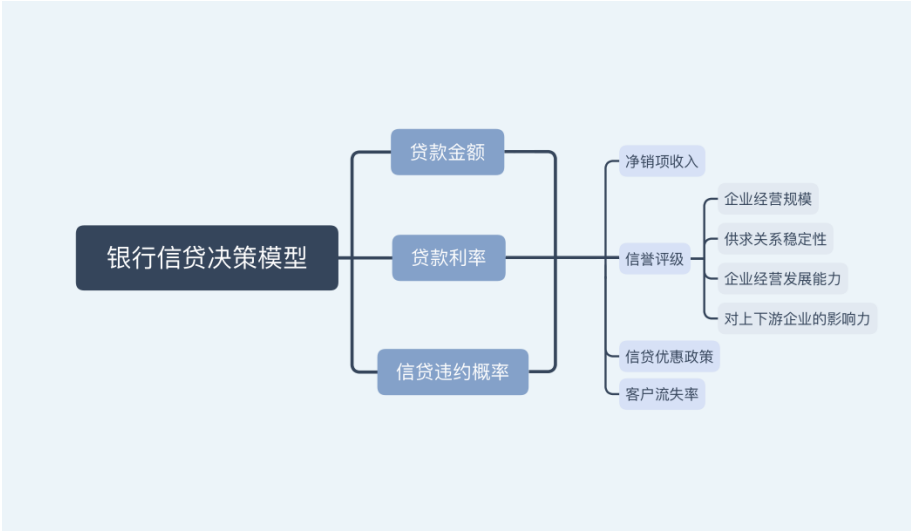 银行信贷决策模型
贷款金额
贷款利率
信贷违约概率
净销项收入
信誉评级
信贷优惠政策
客户流失率
企业经营规模
供求关系稳定性
企业经营发展能力
对上下游企业的影响力